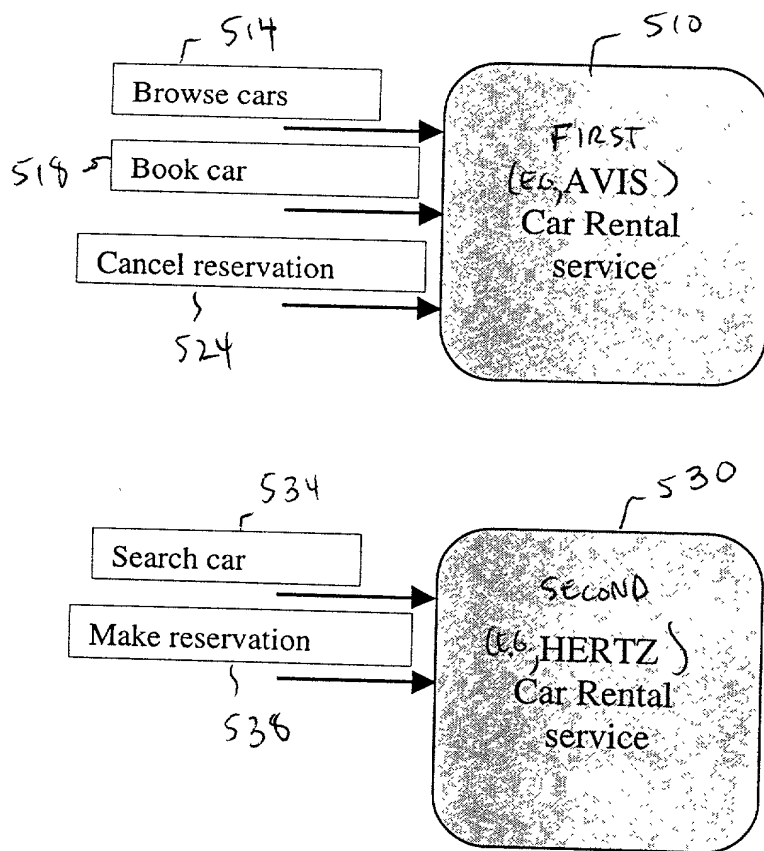 514
510
Browse cars
FIRST
518
Book car
(EG, AVIS)
Car Rental
service
Cancel reservation
524
534
530
Search car
SECOND
Make reservation
(E.G, HERTZ)
Car Rental
service
538